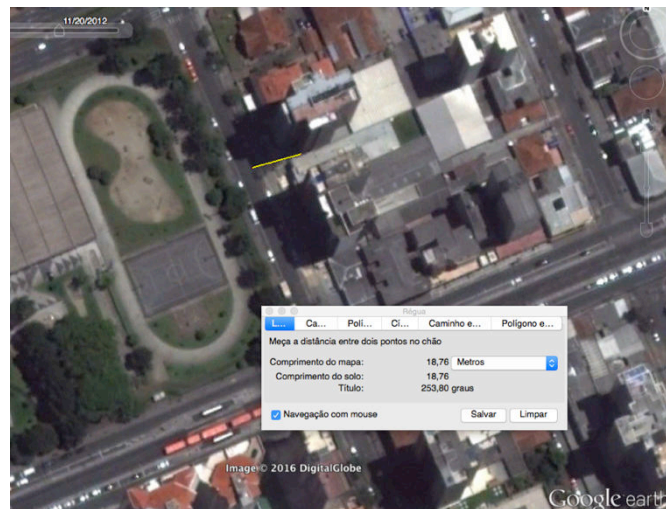 11/20/2012
Régua
L... Ca... Polí... Cí... Caminho e... Polígono e...
Meça a distância entre dois pontos no chão
Comprimento do mapa: 18,76 Metros
Comprimento do solo: 18,76
Título: 253,80 graus
Navegação com mouse Salvar Limpar
Image © 2016 DigitalGlobe
Google earth